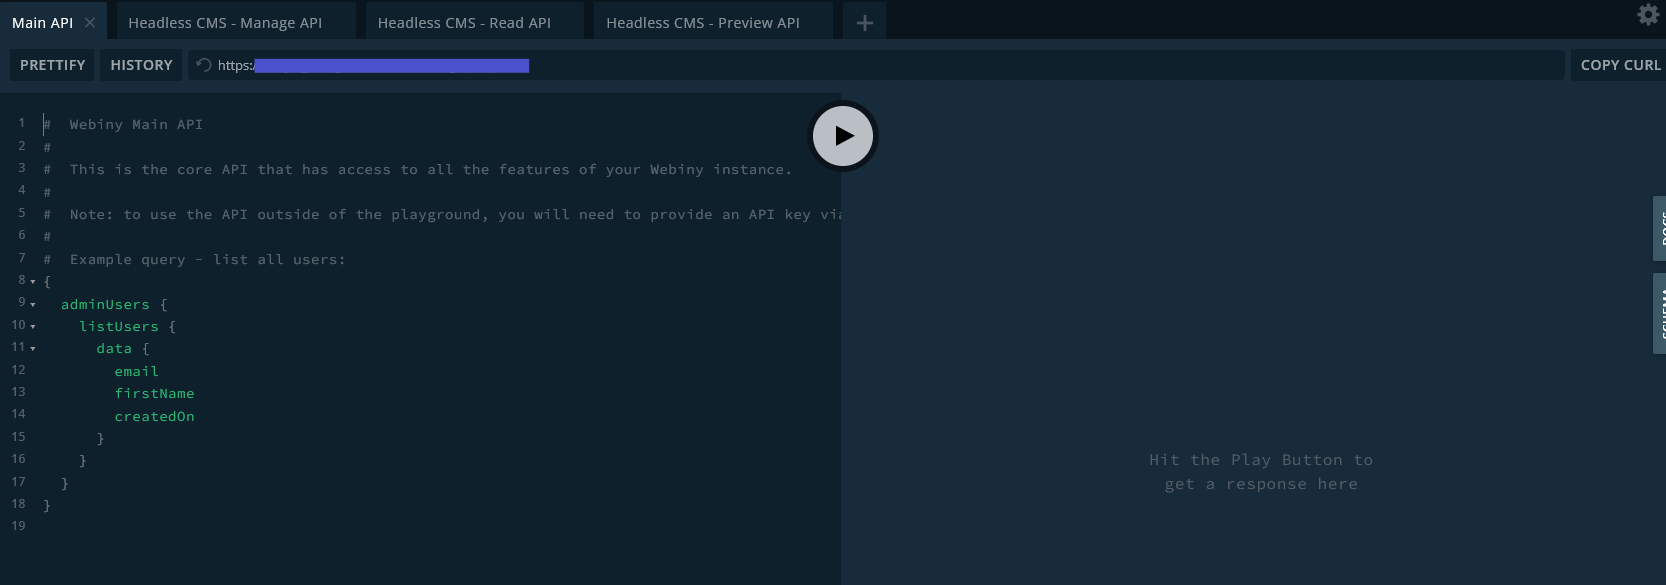 Main API
Headless CMS - Manage API
Headless CMS - Read API
Headless CMS - Preview API
PRETTIFY
HISTORY
https:/
COPY CURL
1 # Webiny Main API
2 #
3 # This is the core API that has access to all the features of your Webiny instance.
4 #
5 # Note: to use the API outside of the playground, you will need to provide an API key via
6 #
7 # Example query - list all users:
8 {
9 adminUsers {
10 listUsers {
11 data {
12 email
13 firstName
14 createdOn
15 }
16 }
17 }
18 }
19
Hit the Play Button to
get a response here
DOCS
SCHEMA